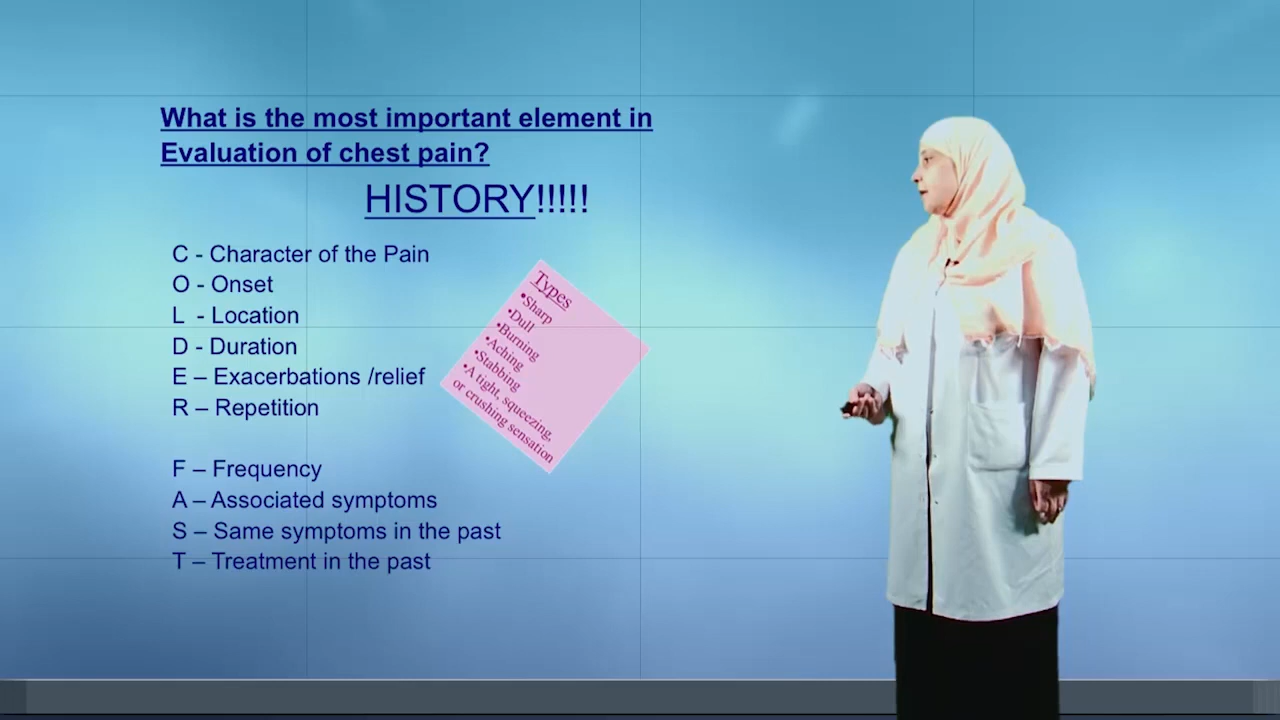 What is the most important element in
Evaluation of chest pain?
HISTORY!!!!!
C - Character of the Pain
O - Onset
L - Location
D - Duration
E – Exacerbations /relief
R – Repetition
F – Frequency
A – Associated symptoms
S – Same symptoms in the past
T – Treatment in the past
Types
•Sharp
•Dull
•Burning
•Aching
•Stabbing
•A tight, squeezing,
or crushing sensation